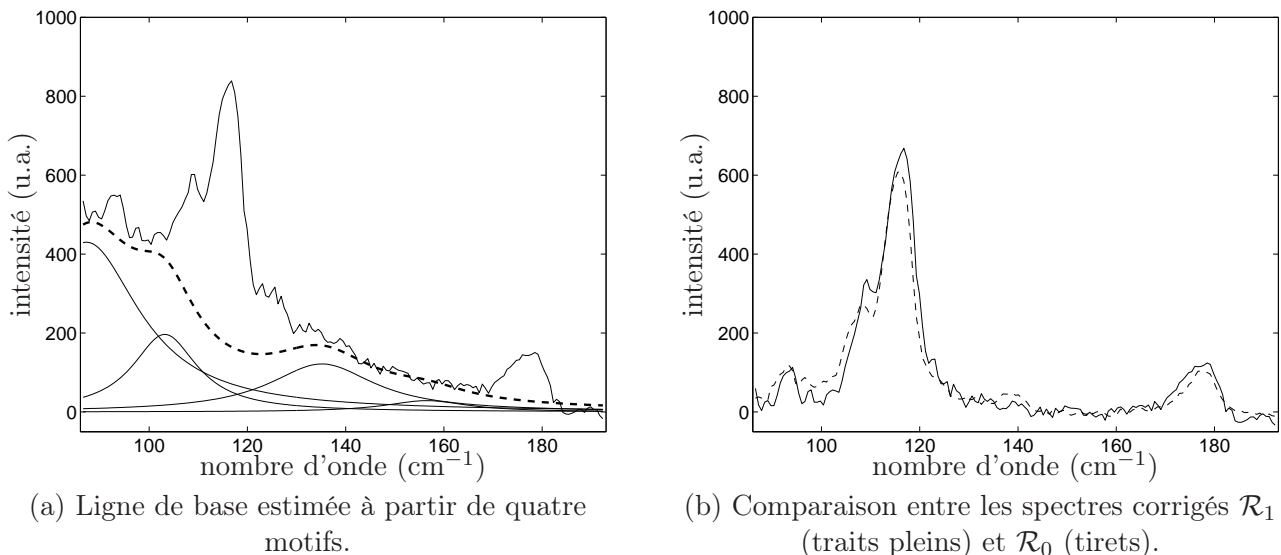 1000
800
600
400
200
0
intensité (u.a.)
100 120 140 160 180
nombre d'onde (cm⁻¹)
(a) Ligne de base estimée à partir de quatre
motifs.
1000
800
600
400
200
0
intensité (u.a.)
100 120 140 160 180
nombre d'onde (cm⁻¹)
(b) Comparaison entre les spectres corrigés ℛ₁
(traits pleins) et ℛ₀ (tirets).